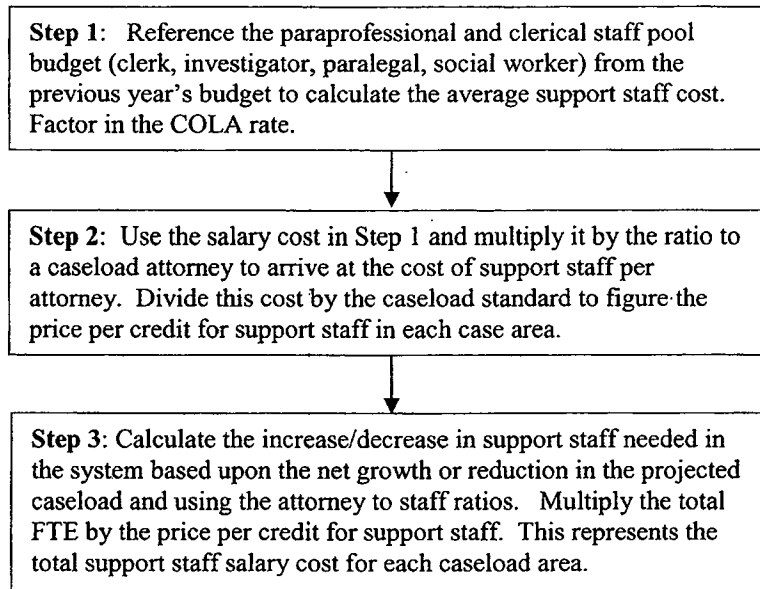 Step 1: Reference the paraprofessional and clerical staff pool
budget (clerk, investigator, paralegal, social worker) from the
previous year's budget to calculate the average support staff cost.
Factor in the COLA rate.
Step 2: Use the salary cost in Step 1 and multiply it by the ratio to
a caseload attorney to arrive at the cost of support staff per
attorney. Divide this cost by the caseload standard to figure the
price per credit for support staff in each case area.
Step 3: Calculate the increase/decrease in support staff needed in
the system based upon the net growth or reduction in the projected
caseload and using the attorney to staff ratios. Multiply the total
FTE by the price per credit for support staff. This represents the
total support staff salary cost for each caseload area.